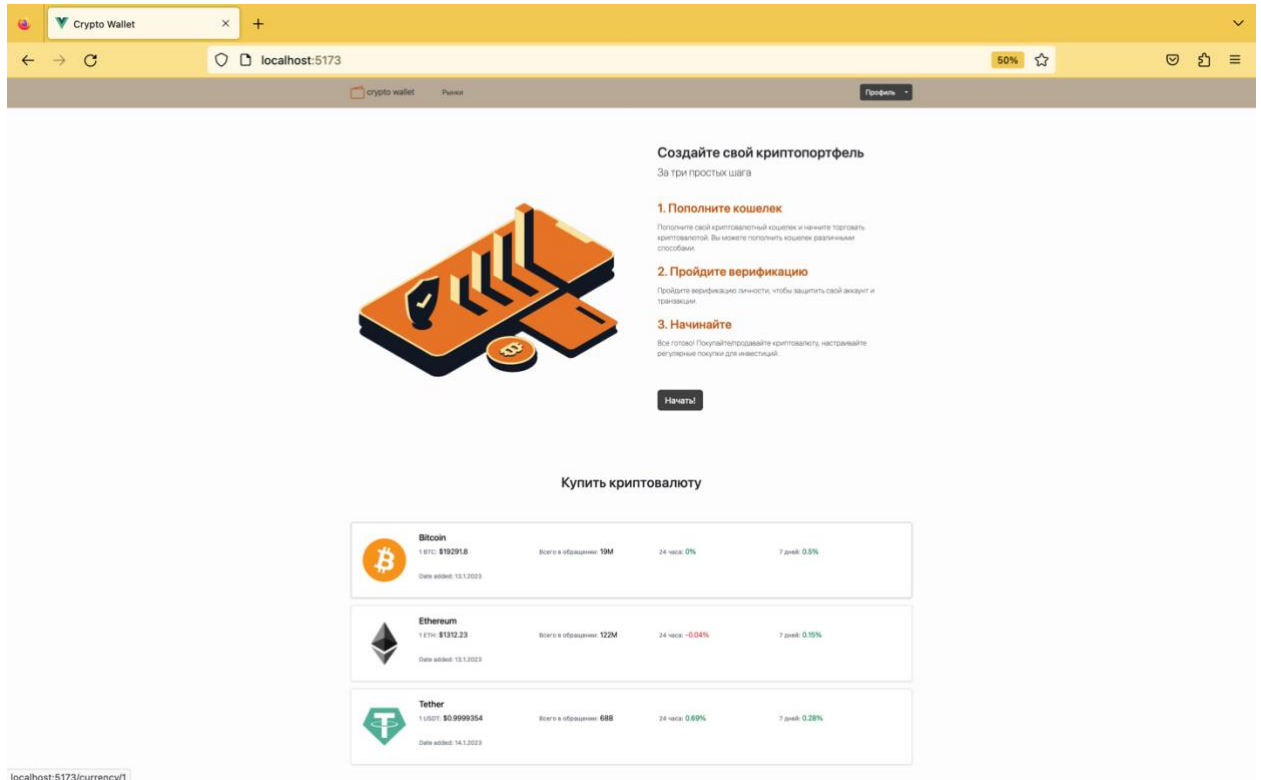 Crypto Wallet
localhost:5173
50%
crypto wallet
Рынки
Профиль
Создайте свой криптопортфель
За три простых шага
1. Пополните кошелек
Пополните свой криптовалютный кошелек и начните торговать
криптовалютой. Вы можете пополнить кошелек различными
способами.
2. Пройдите верификацию
Пройдите верификацию личности, чтобы защитить свой аккаунт и
транзакции.
3. Начинайте
Все готово! Покупайте/продавайте криптовалюту, настраивайте
регулярные покупки для инвестиций.
Начать!
Купить криптовалюту
Bitcoin
1 BTC: $19291.8 Всего в обращении: 19M 24 часа: 0% 7 дней: 0.5%
Date added: 13.1.2023
Ethereum
1 ETH: $1312.23 Всего в обращении: 122M 24 часа: -0.04% 7 дней: 0.15%
Date added: 13.1.2023
Tether
1 USDT: $0.9999354 Всего в обращении: 68B 24 часа: 0.69% 7 дней: 0.28%
Date added: 14.1.2023
localhost:5173/currency/1